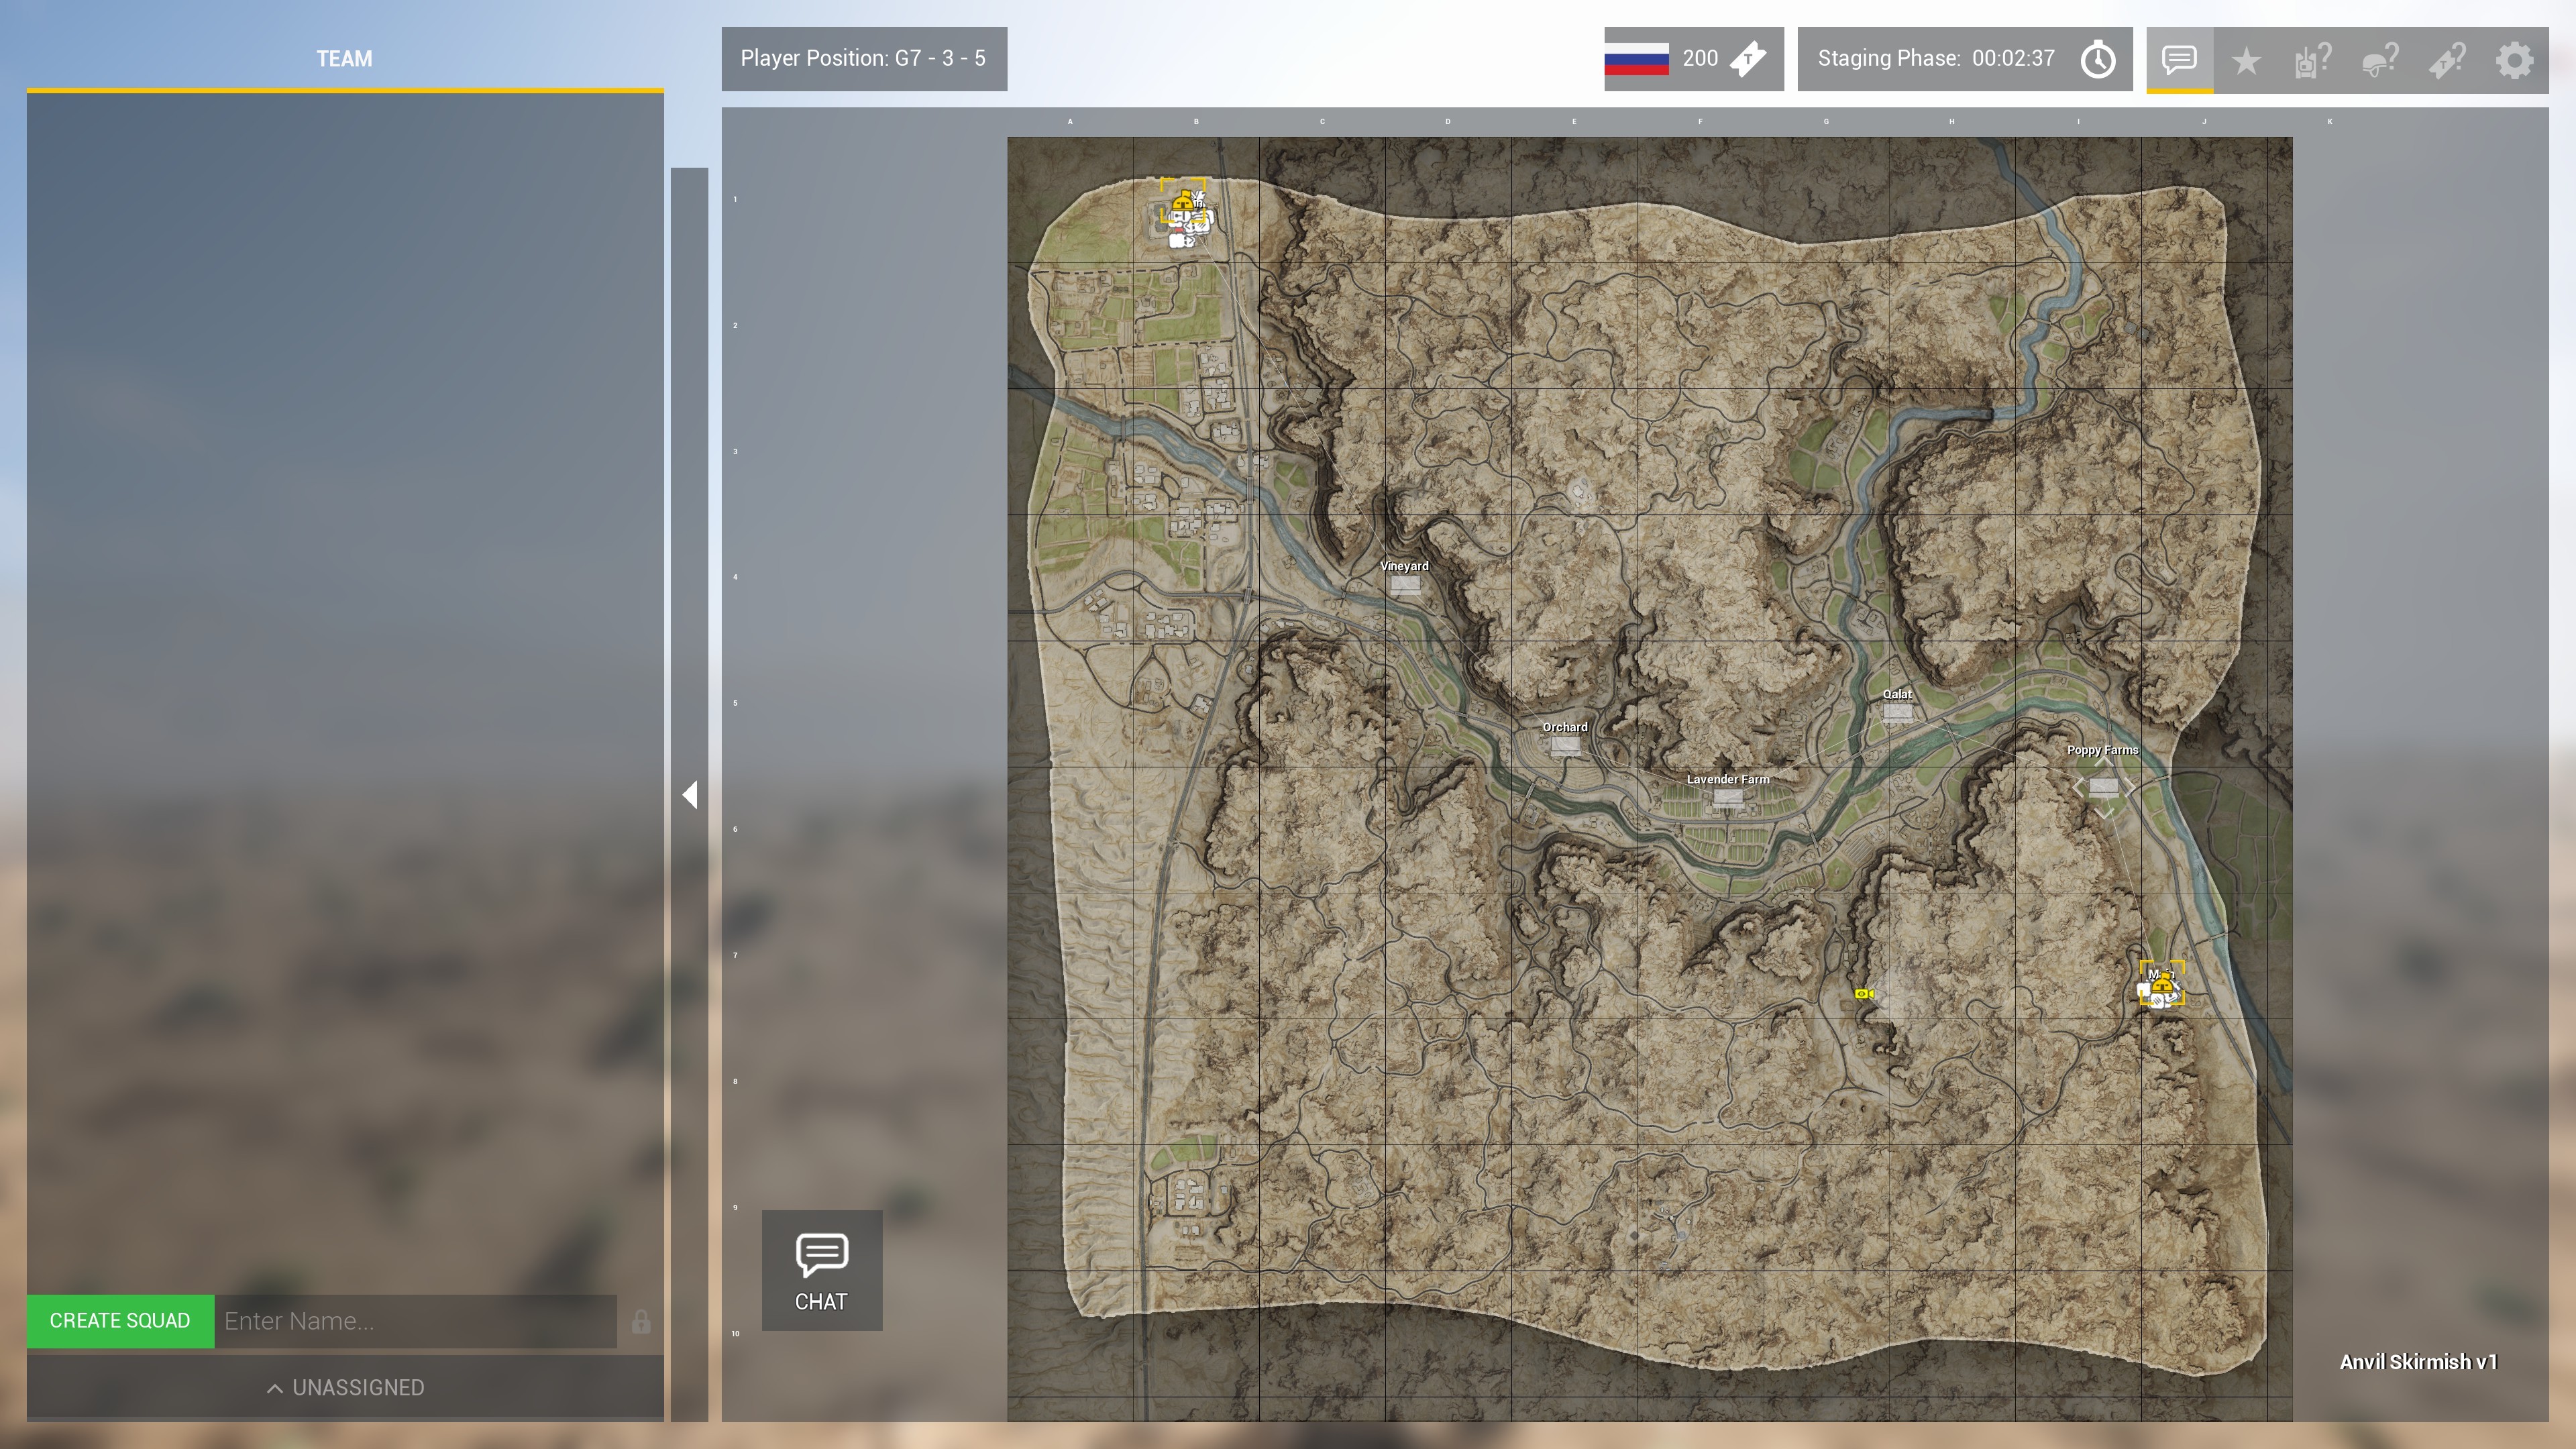 TEAM
Player Position: G7 - 3 - 5
200
Staging Phase: 00:02:37
A B C D E F G H I J K
1
2
3
4
Vineyard
5
Qalat
Orchard
Poppy Farms
Lavender Farm
6
7
8
9
10
CHAT
CREATE SQUAD
Enter Name...
UNASSIGNED
Anvil Skirmish v1